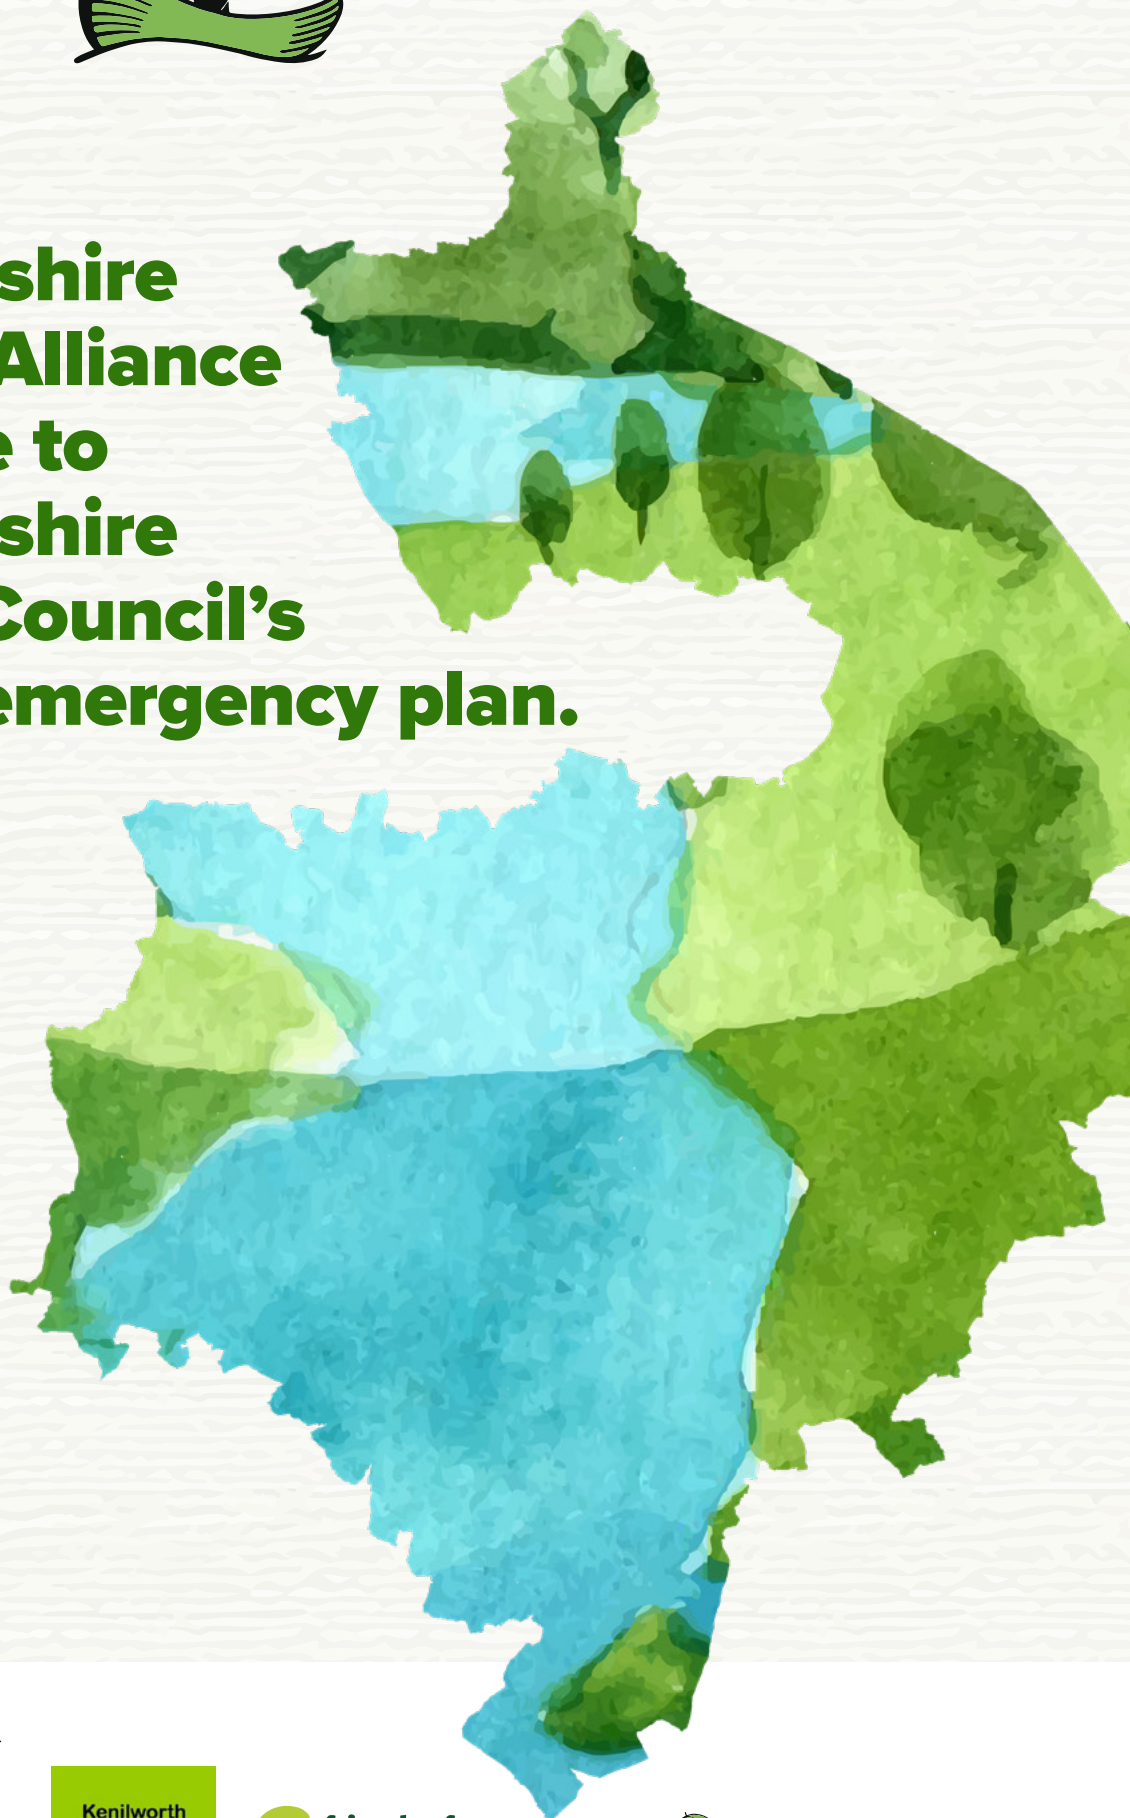 shire
Alliance
e to
shire
Council’s
emergency plan.
Kenilworth